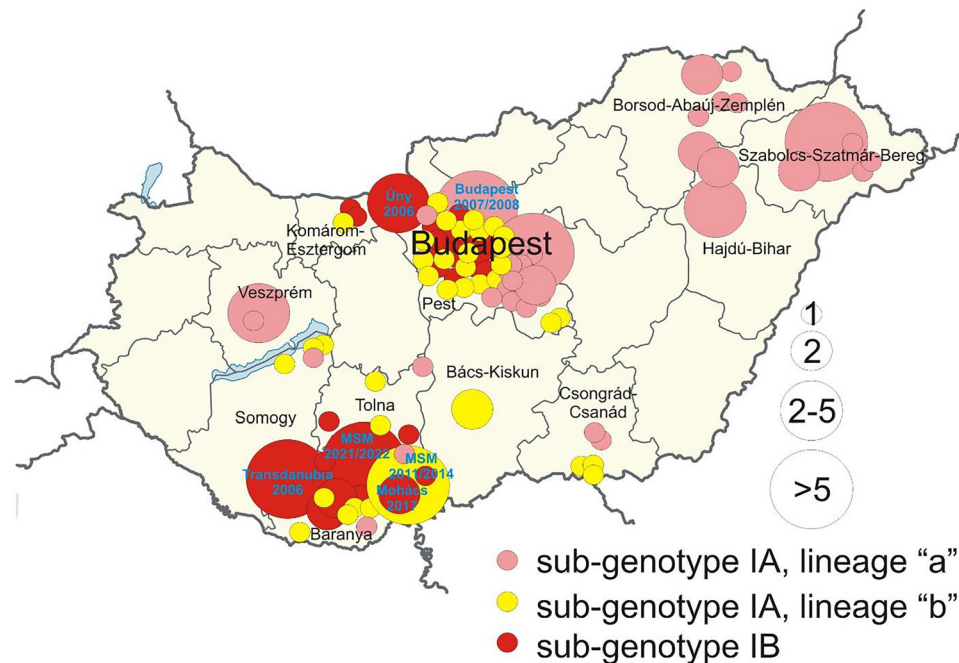 Borsod-Abaúj-Zemplén
Szabolcs-Szatmár-Bereg
Üny
2006
Budapest
2007/2008
Komárom-
Esztergom
Budapest
Hajdú-Bihar
Veszprém
Pest
1
2
Bács-Kiskun
Csongrád-
Csanád
2-5
Somogy
Tolna
MSM
2021/2022
MSM
2011/2014
Transdanubia
2006
Mohács
2017
>5
Baranya
sub-genotype IA, lineage “a”
sub-genotype IA, lineage “b”
sub-genotype IB